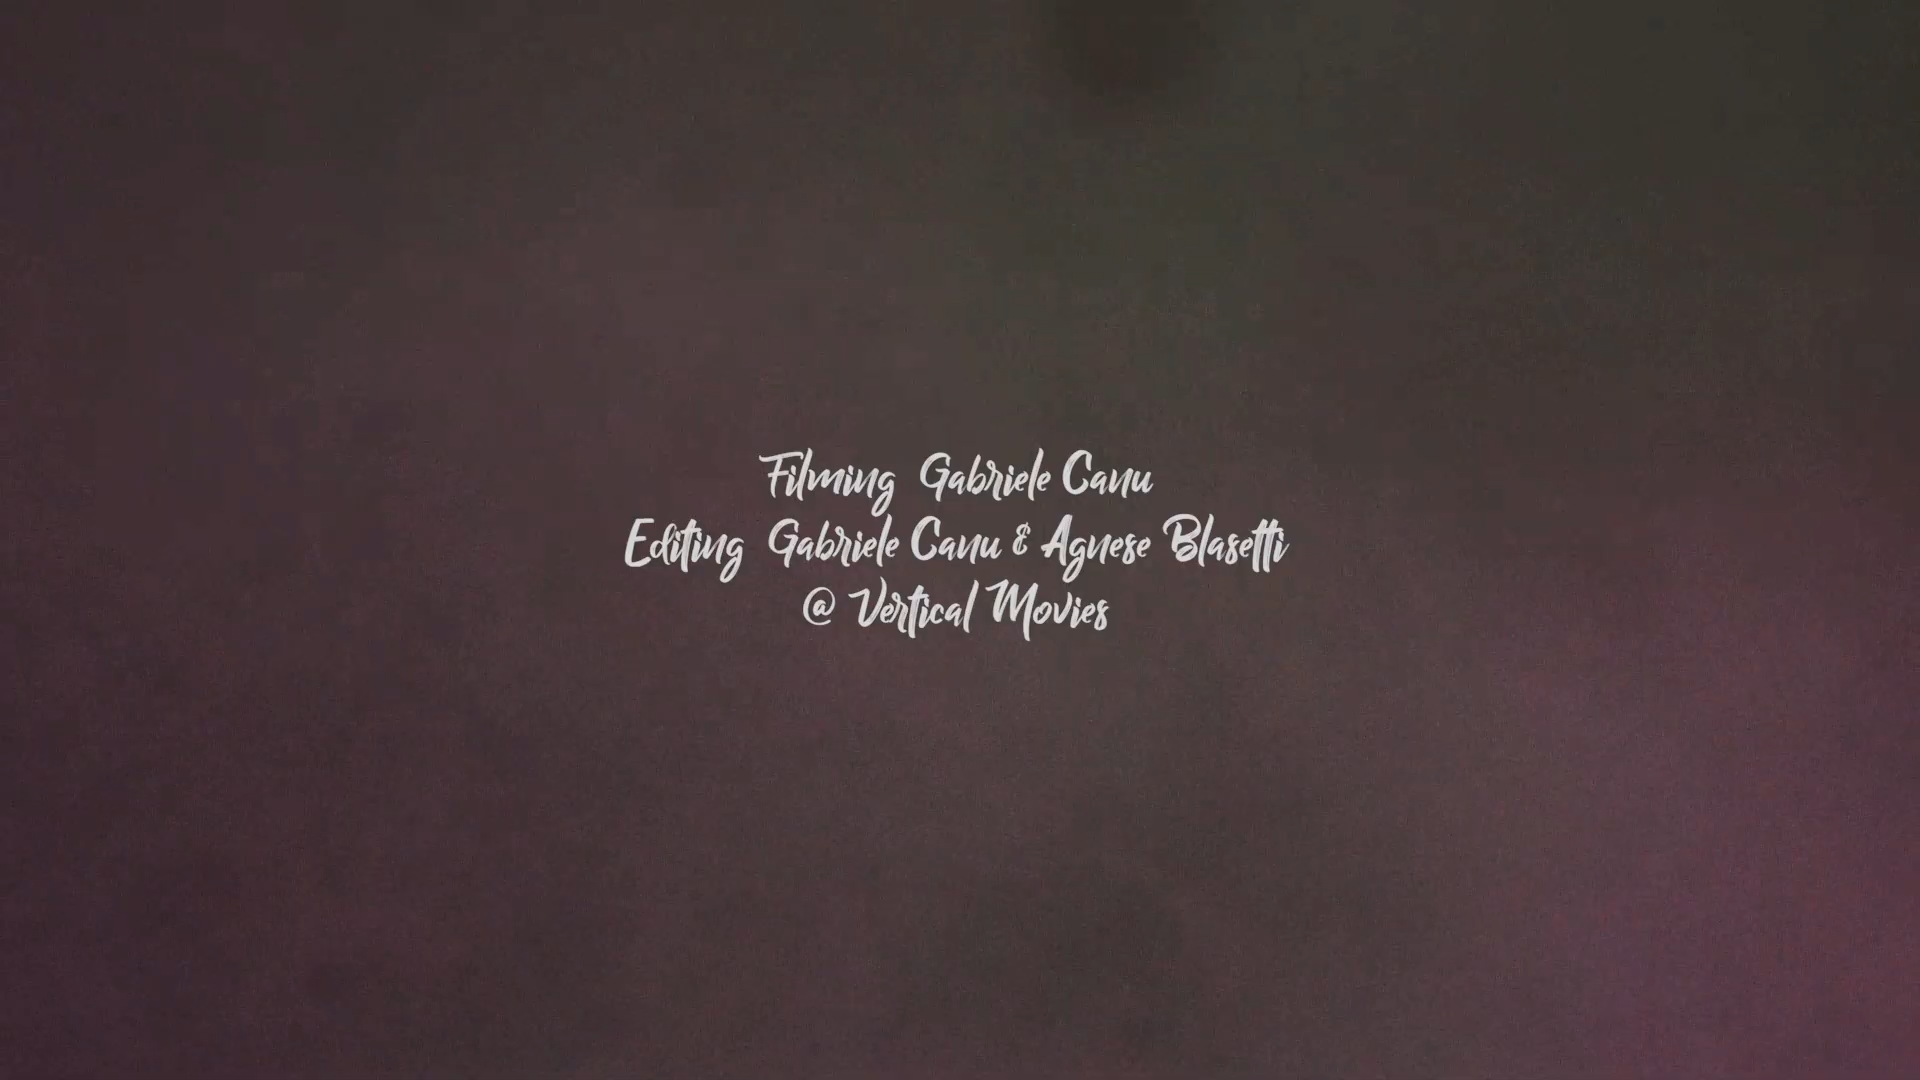 Filming Gabriele Canu
Editing Gabriele Canu & Agnese Blasetti
@ Vertical Movies